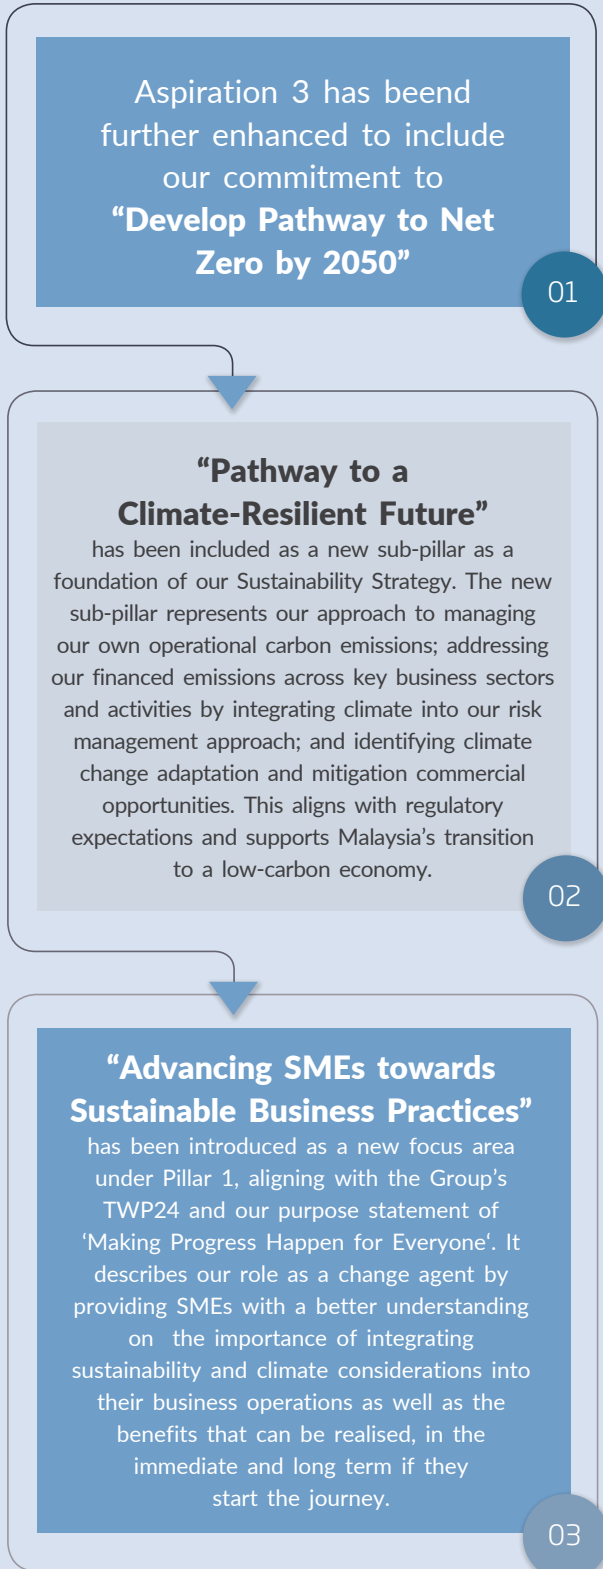 Aspiration 3 has beend
further enhanced to include
our commitment to
“Develop Pathway to Net
Zero by 2050”
01
“Pathway to a
Climate-Resilient Future”
has been included as a new sub-pillar as a
foundation of our Sustainability Strategy. The new
sub-pillar represents our approach to managing
our own operational carbon emissions; addressing
our financed emissions across key business sectors
and activities by integrating climate into our risk
management approach; and identifying climate
change adaptation and mitigation commercial
opportunities. This aligns with regulatory
expectations and supports Malaysia’s transition
to a low-carbon economy.
02
“Advancing SMEs towards
Sustainable Business Practices”
has been introduced as a new focus area
under Pillar 1, aligning with the Group’s
TWP24 and our purpose statement of
‘Making Progress Happen for Everyone‘. It
describes our role as a change agent by
providing SMEs with a better understanding
on the importance of integrating
sustainability and climate considerations into
their business operations as well as the
benefits that can be realised, in the
immediate and long term if they
start the journey.
03